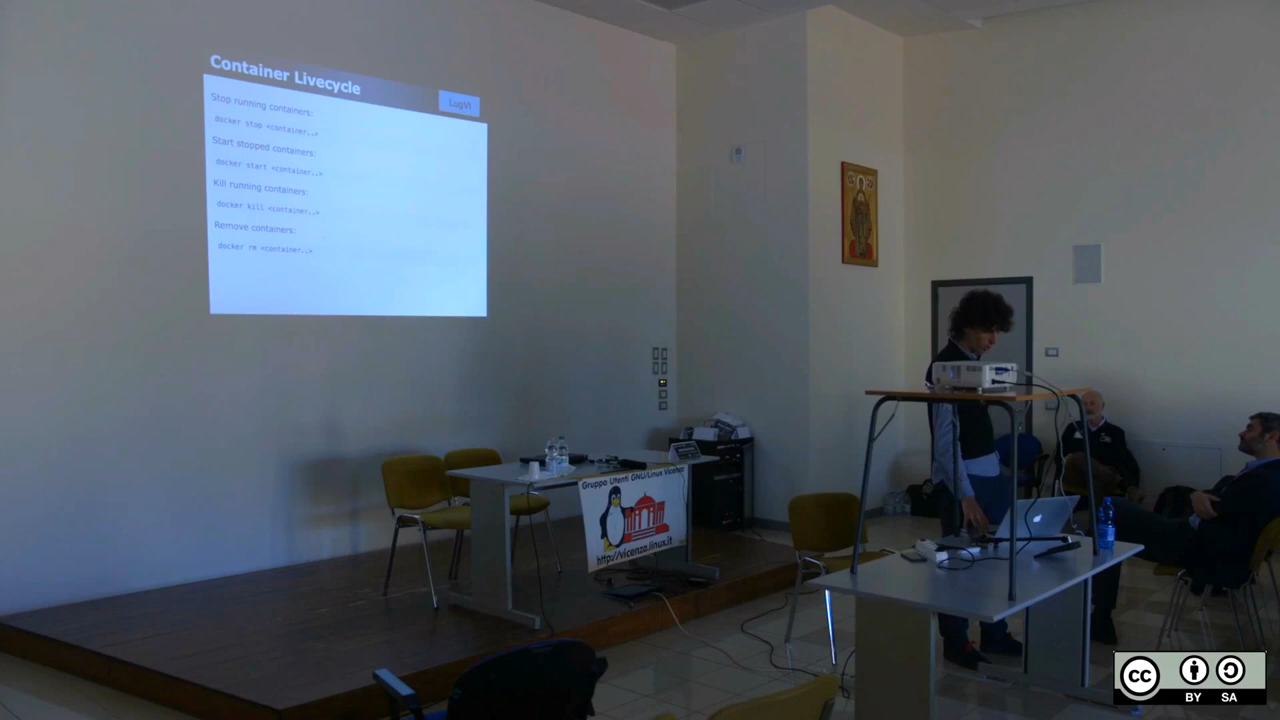 Container Livecycle
LugVI
Stop running containers:
docker stop <container..>
Start stopped containers:
docker start <container..>
Kill running containers:
docker kill <container..>
Remove containers:
docker rm <container..>
Gruppo Utenti GNU/Linux Vicenza
http://vicenza.linux.it
cc
BY SA